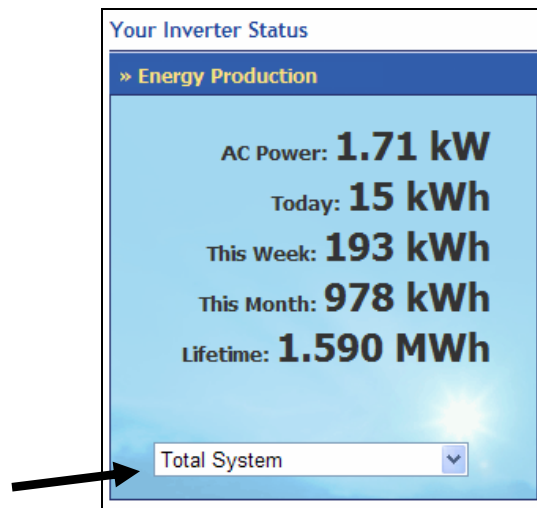 Your Inverter Status
» Energy Production
AC Power: 1.71 kW
Today: 15 kWh
This Week: 193 kWh
This Month: 978 kWh
Lifetime: 1.590 MWh
Total System